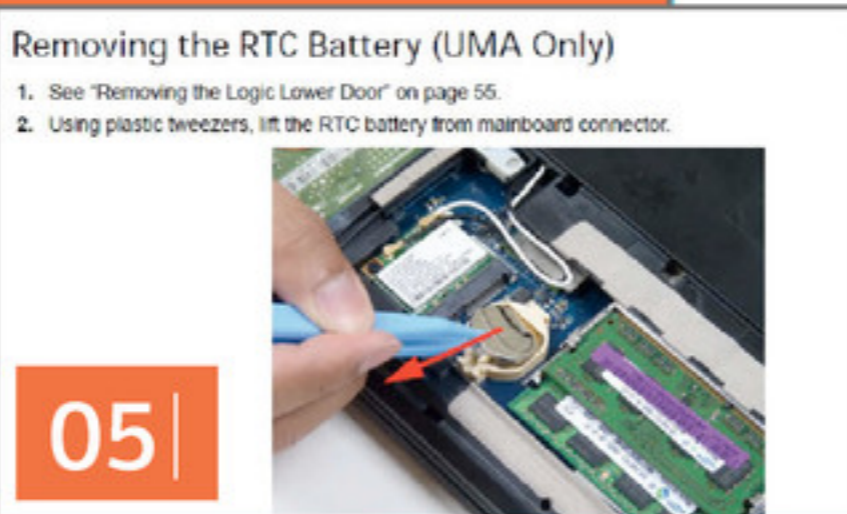 Removing the RTC Battery (UMA Only)
1. See "Removing the Logic Lower Door" on page 55.
2. Using plastic tweezers, lift the RTC battery from mainboard connector.
05